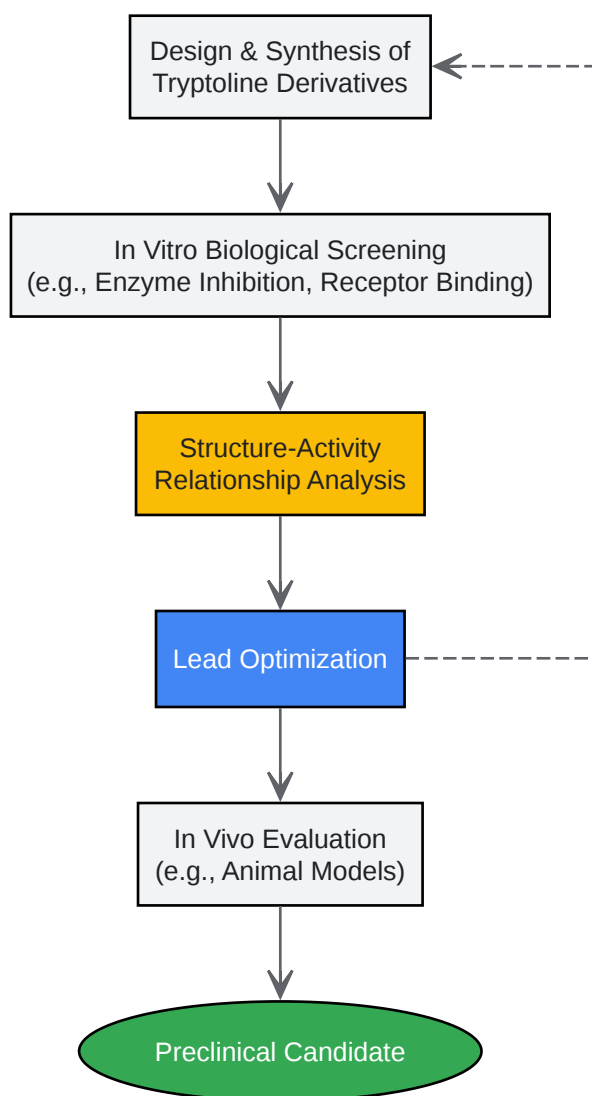 Design & Synthesis of
Tryptoline Derivatives
In Vitro Biological Screening
(e.g., Enzyme Inhibition, Receptor Binding)
Structure-Activity
Relationship Analysis
Lead Optimization
In Vivo Evaluation
(e.g., Animal Models)
Preclinical Candidate